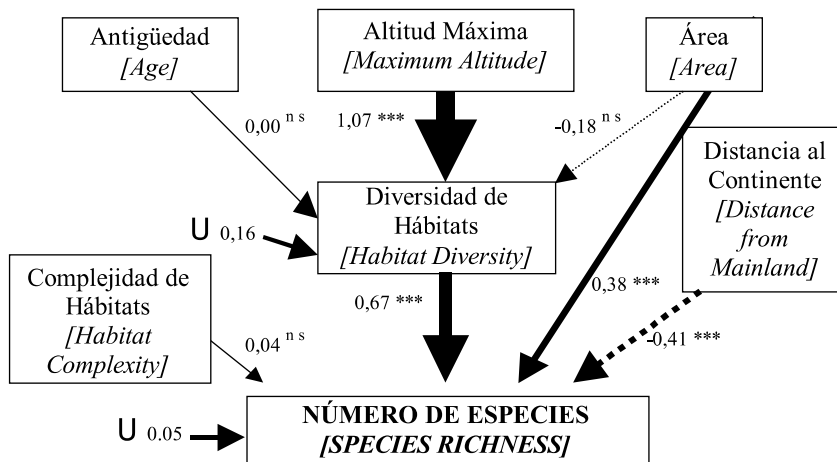 Antigüedad
[Age]
Altitud Máxima
[Maximum Altitude]
Área
[Area]
0,00 n s
1,07 ***
-0,18 n s
Distancia al
Continente
[Distance
from
Mainland]
Diversidad de
Hábitats
[Habitat Diversity]
U 0,16
Complejidad de
Hábitats
[Habitat
Complexity]
0,67 ***
0,38 ***
0,04 n s
-0,41 ***
NÚMERO DE ESPECIES
[SPECIES RICHNESS]
U 0.05